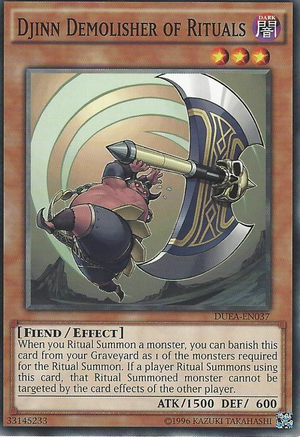 Djinn Demolisher of Rituals
DARK
闇
DUEA-EN037
[Fiend / Effect]
When you Ritual Summon a monster, you can banish
this card from your Graveyard as 1 of the monsters required
for the Ritual Summon. If a player Ritual Summons
using this card, that Ritual Summoned monster cannot be
targeted by the card effects of the other player.
ATK/1500 DEF/ 600
33145233
©1996 KAZUKI TAKAHASHI